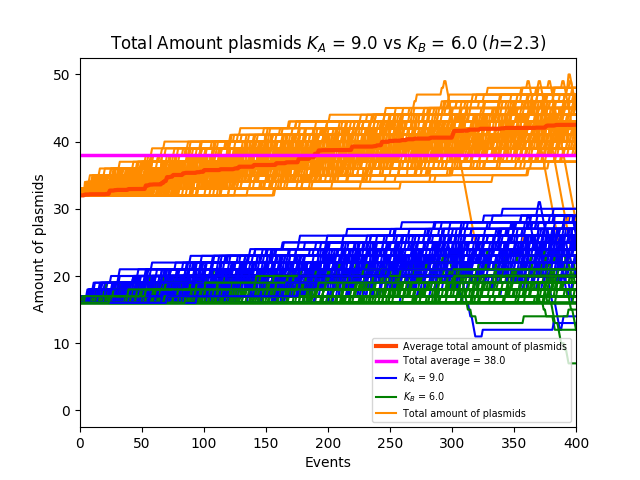 Total Amount plasmids K_A = 9.0 vs K_B = 6.0 (h=2.3)
Amount of plasmids
50
40
30
20
10
0
0 50 100 150 200 250 300 350 400
Events
Average total amount of plasmids
Total average = 38.0
K_A = 9.0
K_B = 6.0
Total amount of plasmids